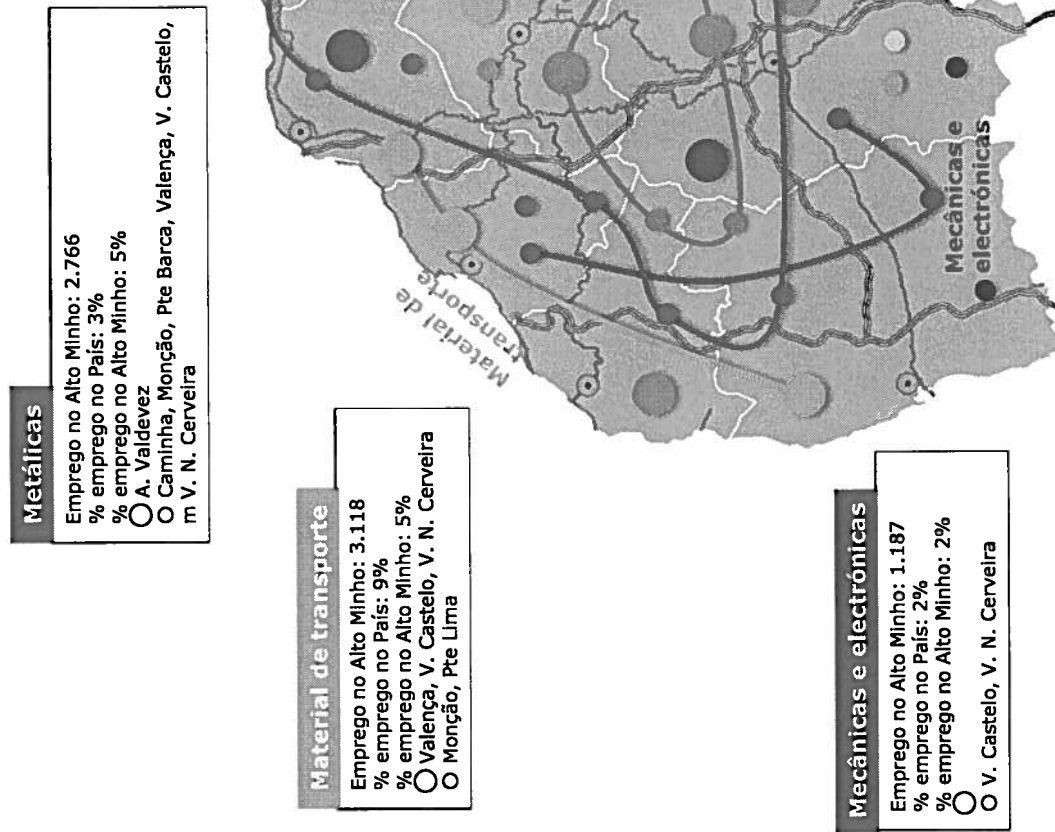 Metálicas
Emprego no Alto Minho: 2.766
% emprego no País: 3%
% emprego no Alto Minho: 5%
A. Valdevez
Caminha, Monção, Pte Barca, Valença, V. Castelo,
m V. N. Cerveira
Material de transporte
Emprego no Alto Minho: 3.118
% emprego no País: 9%
% emprego no Alto Minho: 5%
Valença, V. Castelo, V. N. Cerveira
Monção, Pte Lima
Mecânicas e electrónicas
Emprego no Alto Minho: 1.187
% emprego no País: 2%
% emprego no Alto Minho: 2%
V. Castelo, V. N. Cerveira
Material de
transporte
Mecânicas e
electrónicas